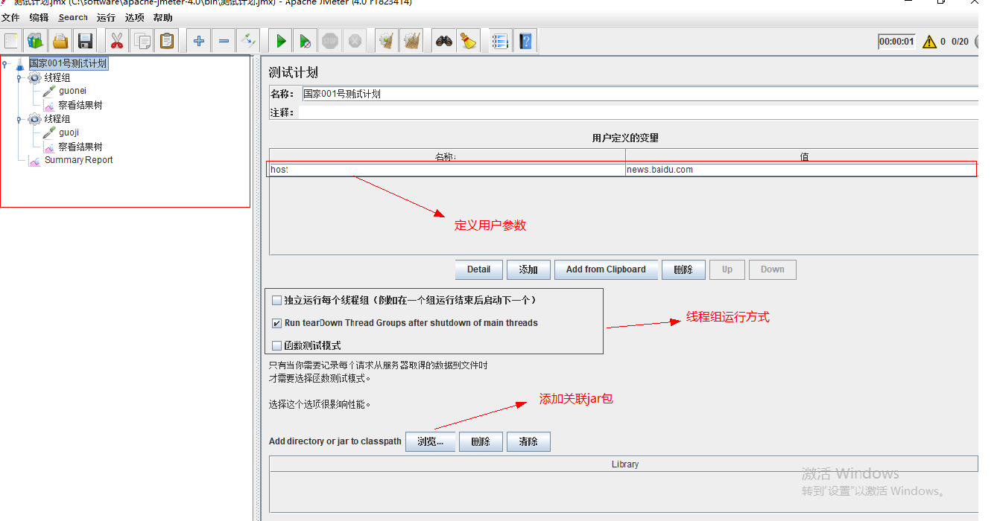 测试计划.jmx (C:\software\apache-jmeter-4.0\bin\测试计划.jmx) - Apache JMeter (4.0 r1823414)
文件 编辑 Search 运行 选项 帮助
STOP
00:00:01 0 0/20
国家001号测试计划
线程组
guonei
察看结果树
线程组
guoji
察看结果树
Summary Report
测试计划
名称： 国家001号测试计划
注释：
用户定义的变量
名称: 值
host news.baidu.com
定义用户参数
Detail 添加 Add from Clipboard 删除 Up Down
独立运行每个线程组（例如在一个组运行结束后启动下一个）
Run tearDown Thread Groups after shutdown of main threads
函数测试模式
线程组运行方式
只有当你需要记录每个请求从服务器取得的数据到文件时
才需要选择函数测试模式。
选择这个选项很影响性能。
添加关联jar包
Add directory or jar to classpath 浏览... 删除 清除
Library
激活 Windows
转到"设置"以激活 Windows。